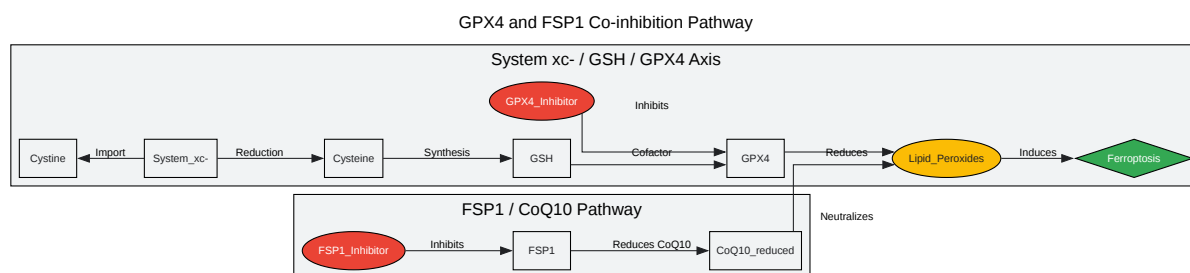 GPX4 and FSP1 Co-inhibition Pathway
System xc- / GSH / GPX4 Axis
GPX4_Inhibitor
Inhibits
Cystine
Import
System_xc-
Reduction
Cysteine
Synthesis
GSH
Cofactor
GPX4
Reduces
Lipid_Peroxides
Induces
Ferroptosis
FSP1 / CoQ10 Pathway
Neutralizes
FSP1_Inhibitor
Inhibits
FSP1
Reduces CoQ10
CoQ10_reduced